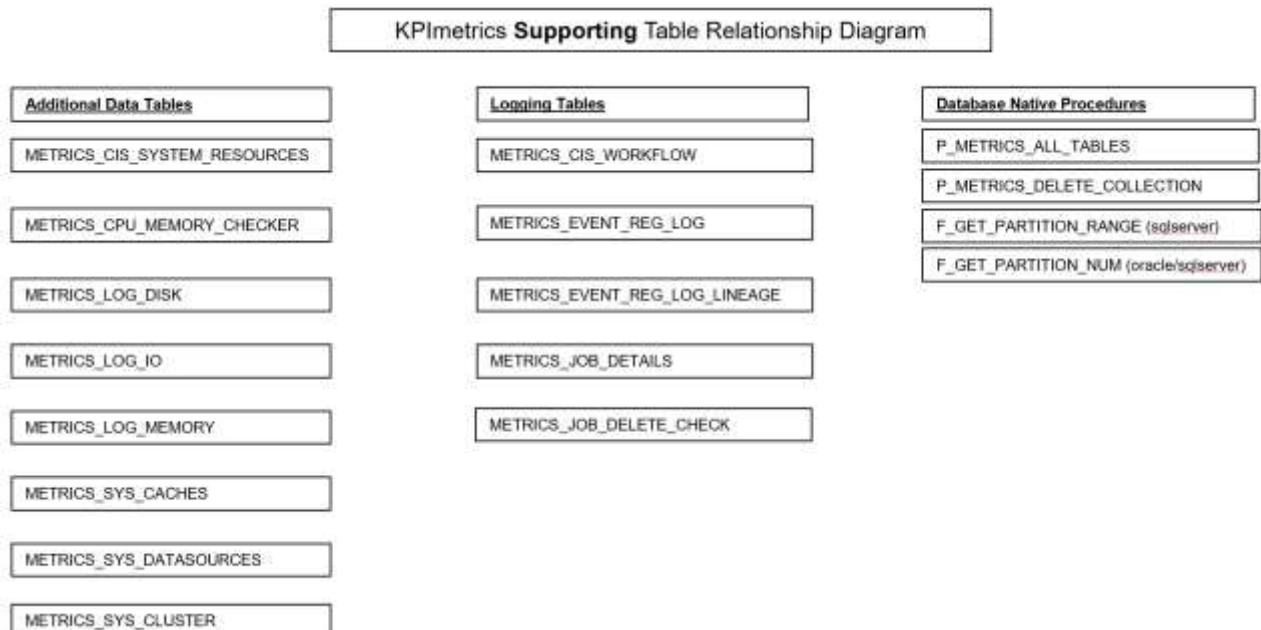 KPImetrics Supporting Table Relationship Diagram
Additional Data Tables
METRICS_CIS_SYSTEM_RESOURCES
METRICS_CPU_MEMORY_CHECKER
METRICS_LOG_DISK
METRICS_LOG_IO
METRICS_LOG_MEMORY
METRICS_SYS_CACHES
METRICS_SYS_DATASOURCES
METRICS_SYS_CLUSTER
Logging Tables
METRICS_CIS_WORKFLOW
METRICS_EVENT_REG_LOG
METRICS_EVENT_REG_LOG_LINEAGE
METRICS_JOB_DETAILS
METRICS_JOB_DELETE_CHECK
Database Native Procedures
P_METRICS_ALL_TABLES
P_METRICS_DELETE_COLLECTION
F_GET_PARTITION_RANGE (sqlserver)
F_GET_PARTITION_NUM (oracle/sqlserver)